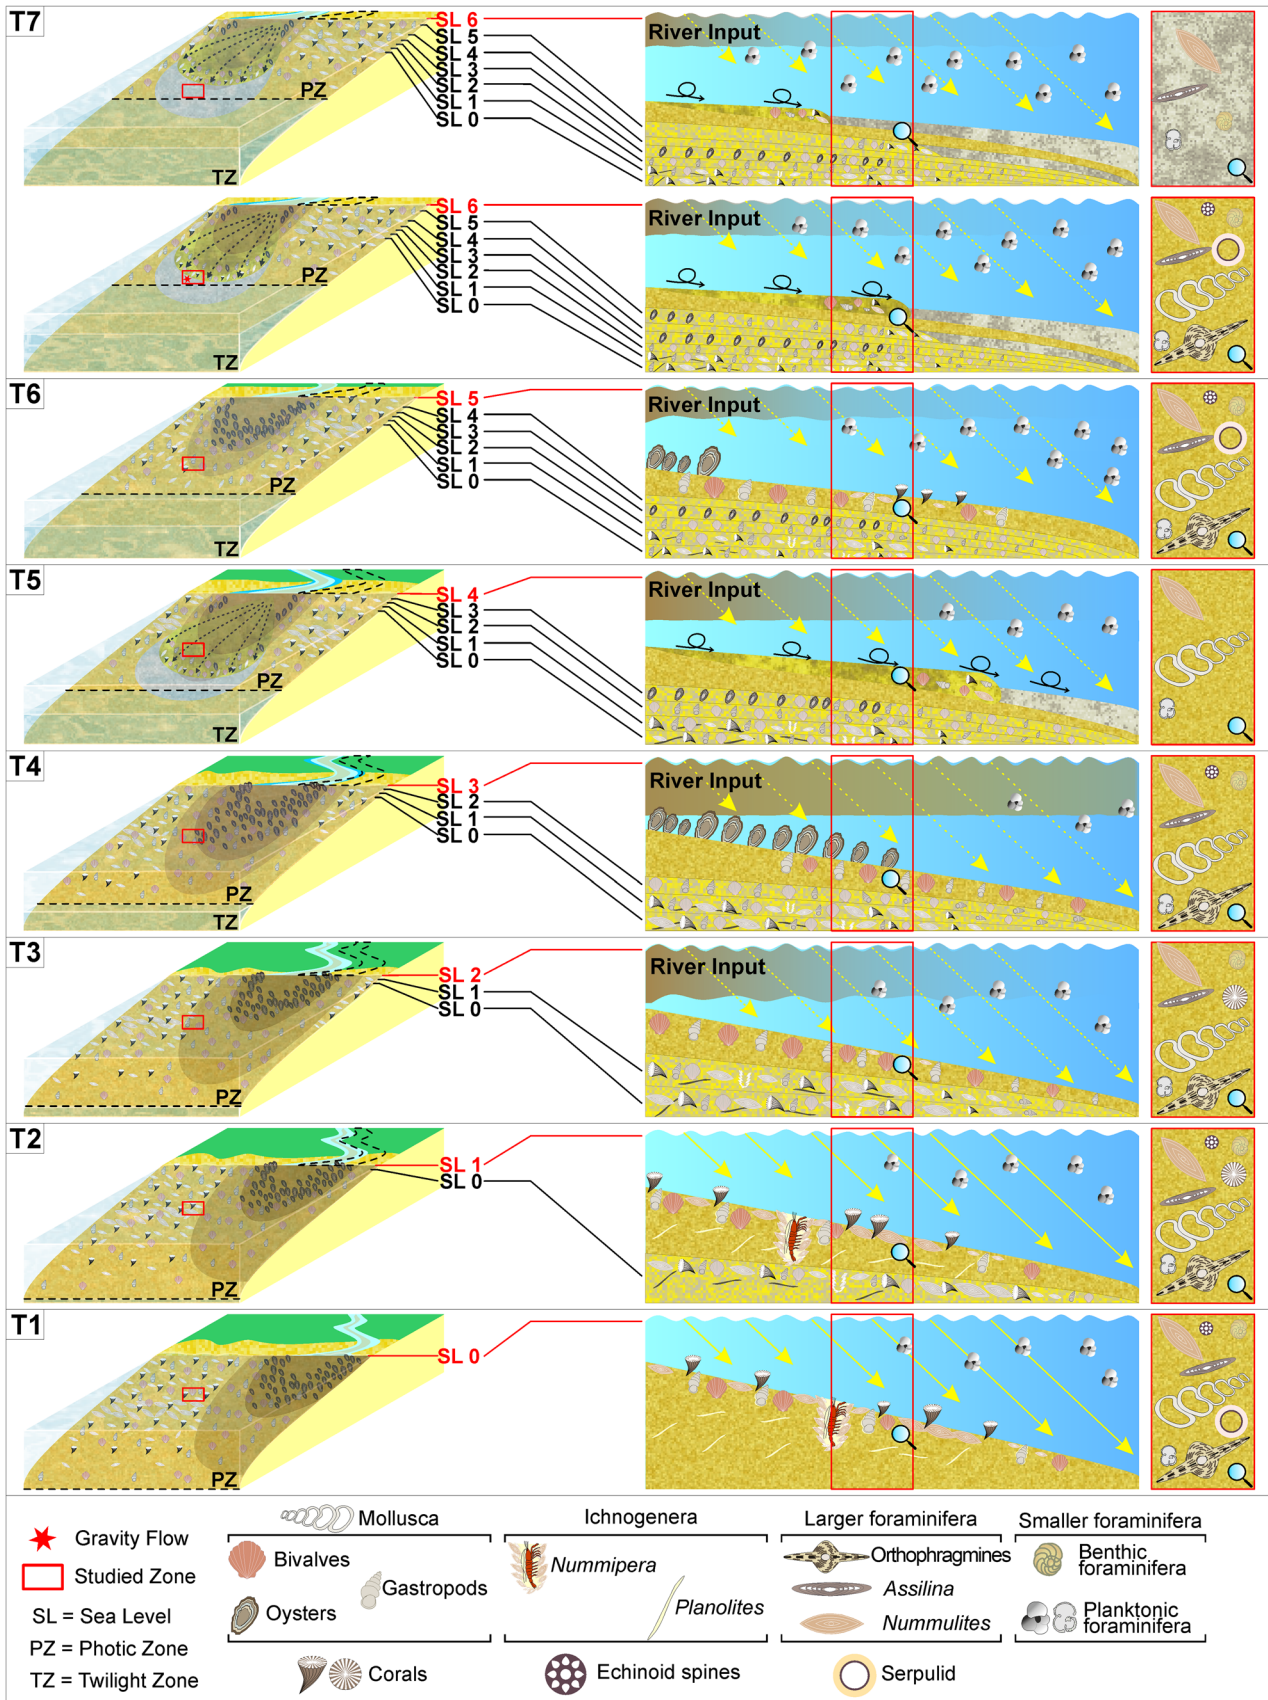 T7
SL 6
SL 5
SL 4
SL 3
SL 2
SL 1
SL 0
PZ
TZ
River Input
SL 6
SL 5
SL 4
SL 3
SL 2
SL 1
SL 0
PZ
TZ
River Input
T6
SL 5
SL 4
SL 3
SL 2
SL 1
SL 0
PZ
TZ
River Input
T5
SL 4
SL 3
SL 2
SL 1
SL 0
PZ
TZ
River Input
T4
SL 3
SL 2
SL 1
SL 0
PZ
TZ
River Input
T3
SL 2
SL 1
SL 0
PZ
River Input
T2
SL 1
SL 0
PZ
T1
SL 0
PZ
Gravity Flow
Studied Zone
SL = Sea Level
PZ = Photic Zone
TZ = Twilight Zone
Mollusca
Bivalves
Gastropods
Oysters
Ichnogenera
Nummipera
Planolites
Larger foraminifera
Orthophragmines
Assilina
Nummulites
Smaller foraminifera
Benthic
foraminifera
Planktonic
foraminifera
Corals
Echinoid spines
Serpulid